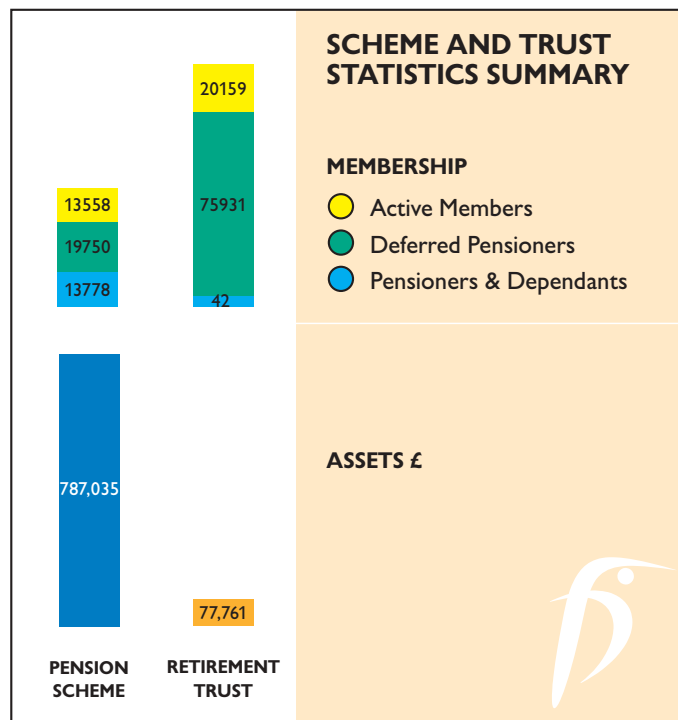 SCHEME AND TRUST
STATISTICS SUMMARY
MEMBERSHIP
Active Members
Deferred Pensioners
Pensioners & Dependants
20159
75931
42
13558
19750
13778
ASSETS £
787,035
77,761
PENSION
SCHEME
RETIREMENT
TRUST